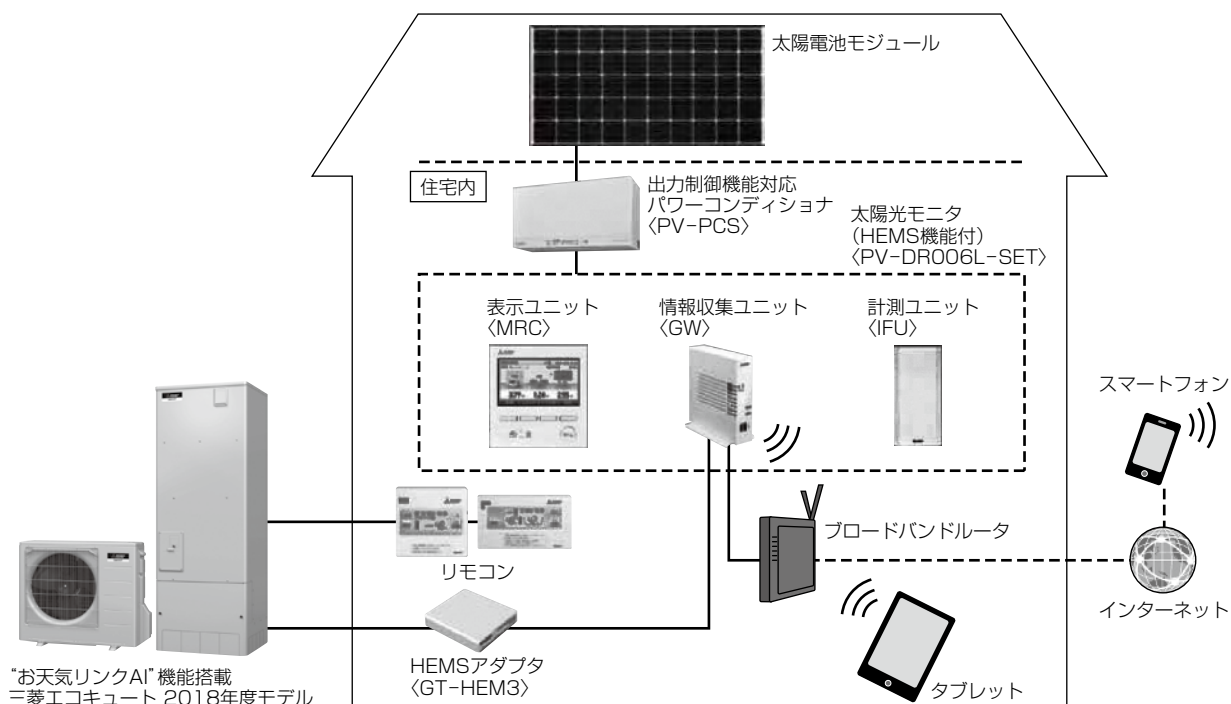 太陽電池モジュール
住宅内
出力制御機能対応
パワーコンディショナ
〈PV-PCS〉
太陽光モニタ
(HEMS機能付)
〈PV-DR006L-SET〉
表示ユニット
〈MRC〉
情報収集ユニット
〈GW〉
計測ユニット
〈IFU〉
スマートフォン
ブロードバンドルータ
リモコン
インターネット
HEMSアダプタ
〈GT-HEM3〉
タブレット
“お天気リンクAI”機能搭載
三菱エコキュート 2018年度モデル